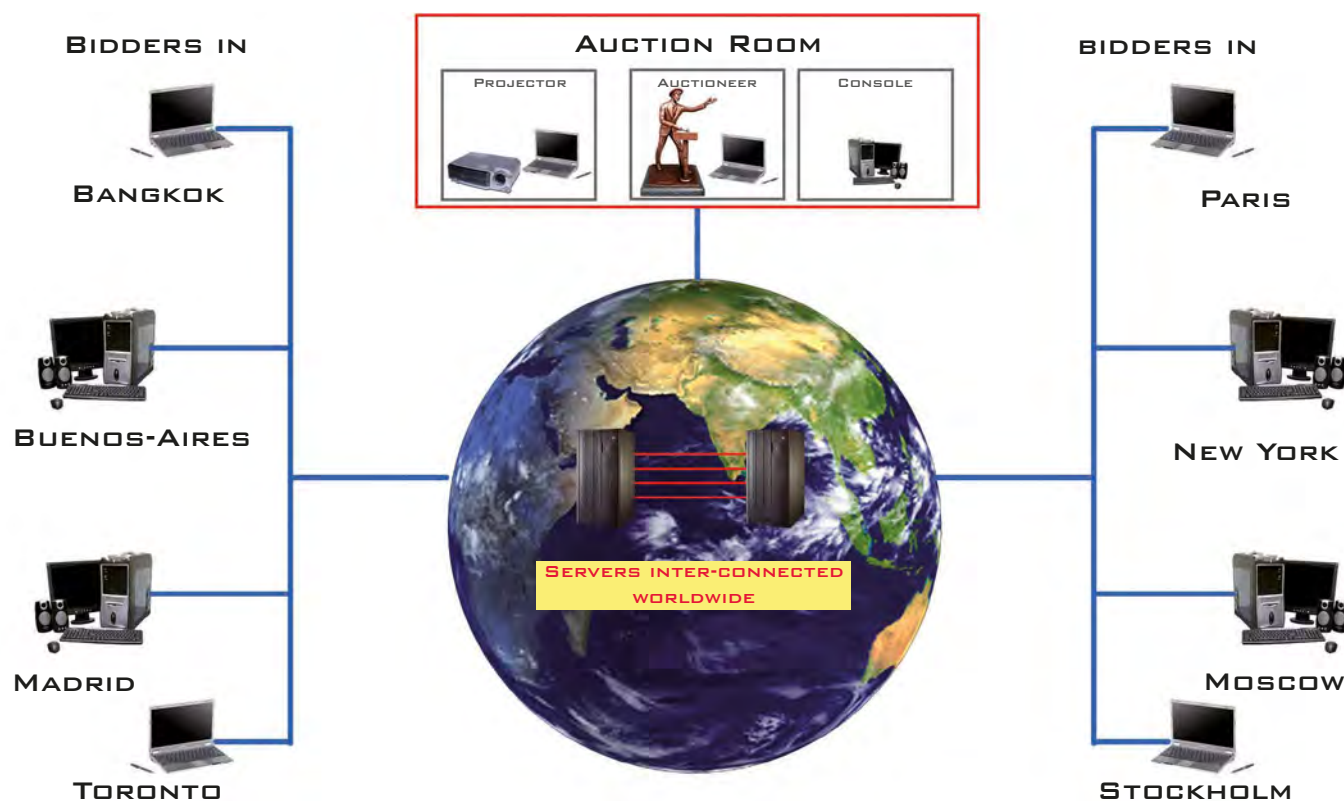 BIDDERS IN
AUCTION ROOM
BIDDERS IN
PROJECTOR
AUCTIONEER
CONSOLE
BANGKOK
PARIS
BUENOS-AIRES
NEW YORK
SERVERS INTER-CONNECTED
WORLDWIDE
MADRID
MOSCOW
TORONTO
STOCKHOLM